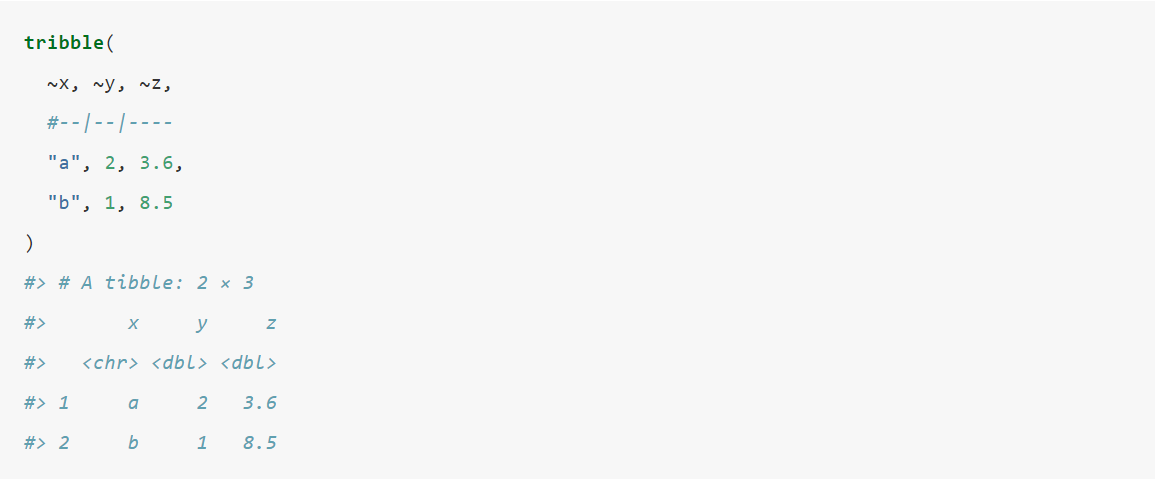 tribble(
  ~x, ~y, ~z,
  #--|--|----
  "a", 2, 3.6,
  "b", 1, 8.5
)
#> # A tibble: 2 × 3
#>       x     y     z
#>   <chr> <dbl> <dbl>
#> 1     a     2   3.6
#> 2     b     1   8.5